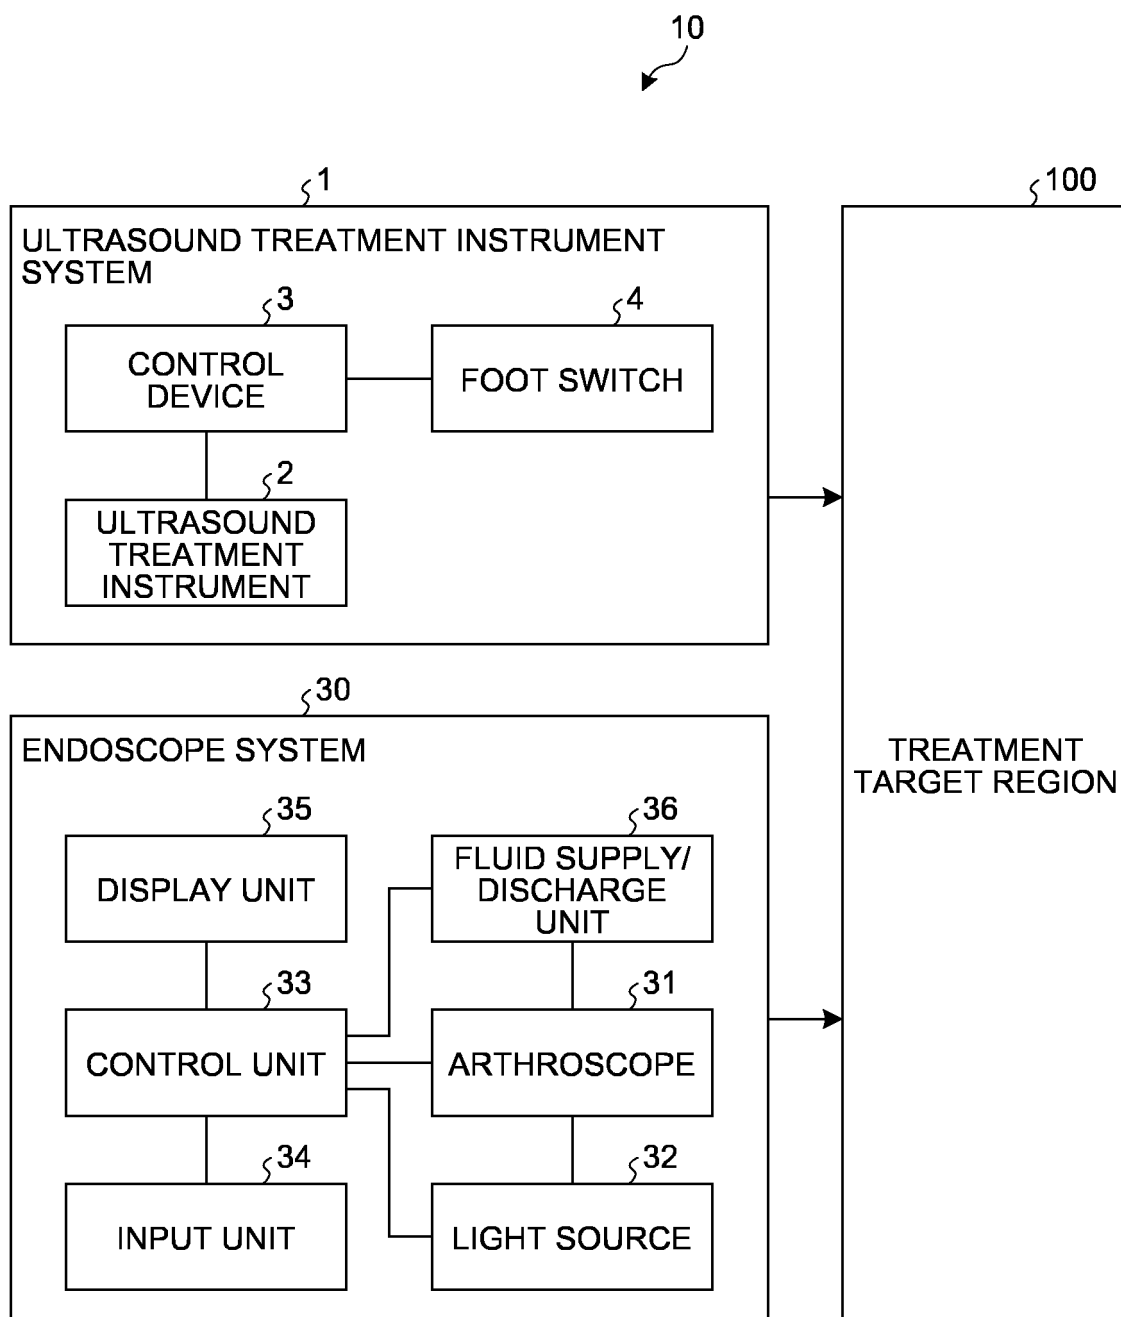 10
1
ULTRASOUND TREATMENT INSTRUMENT
SYSTEM
3
CONTROL
DEVICE
4
FOOT SWITCH
2
ULTRASOUND
TREATMENT
INSTRUMENT
100
TREATMENT
TARGET REGION
30
ENDOSCOPE SYSTEM
35
DISPLAY UNIT
36
FLUID SUPPLY/
DISCHARGE
UNIT
33
CONTROL UNIT
31
ARTHROSCOPE
34
INPUT UNIT
32
LIGHT SOURCE